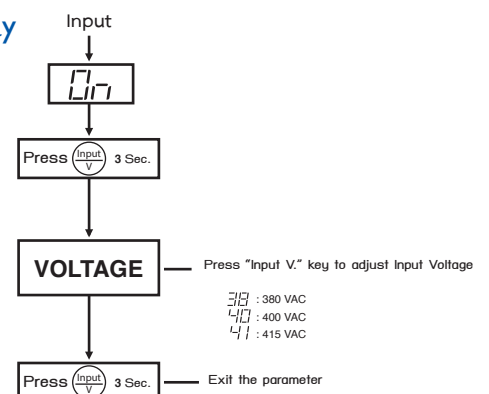 y
Input
On
Press Input V 3 Sec.
VOLTAGE
Press "Input V." key to adjust Input Voltage
38 : 380 VAC
40 : 400 VAC
41 : 415 VAC
Press Input V 3 Sec.
Exit the parameter